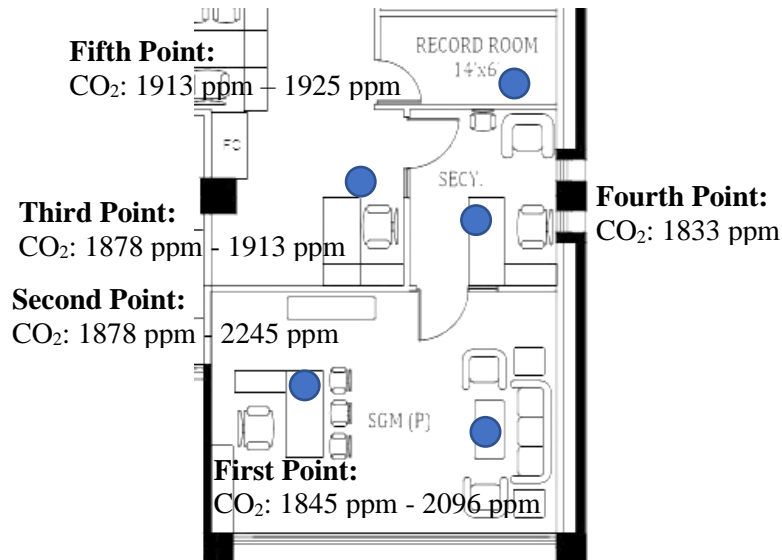 RECORD ROOM
14'x6'
Fifth Point:
CO₂: 1913 ppm – 1925 ppm
FC
SECY.
Fourth Point:
CO₂: 1833 ppm
Third Point:
CO₂: 1878 ppm - 1913 ppm
Second Point:
CO₂: 1878 ppm - 2245 ppm
SGM (P)
First Point:
CO₂: 1845 ppm - 2096 ppm